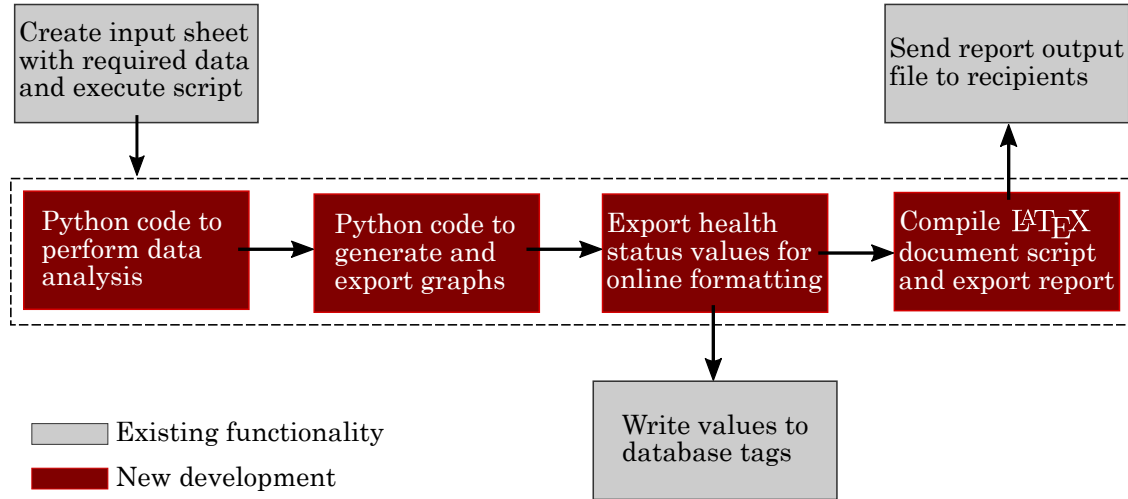 Create input sheet
with required data
and execute script
Send report output
file to recipients
Python code to
perform data
analysis
Python code to
generate and
export graphs
Export health
status values for
online formatting
Compile LATEX
document script
and export report
Write values to
database tags
Existing functionality
New development